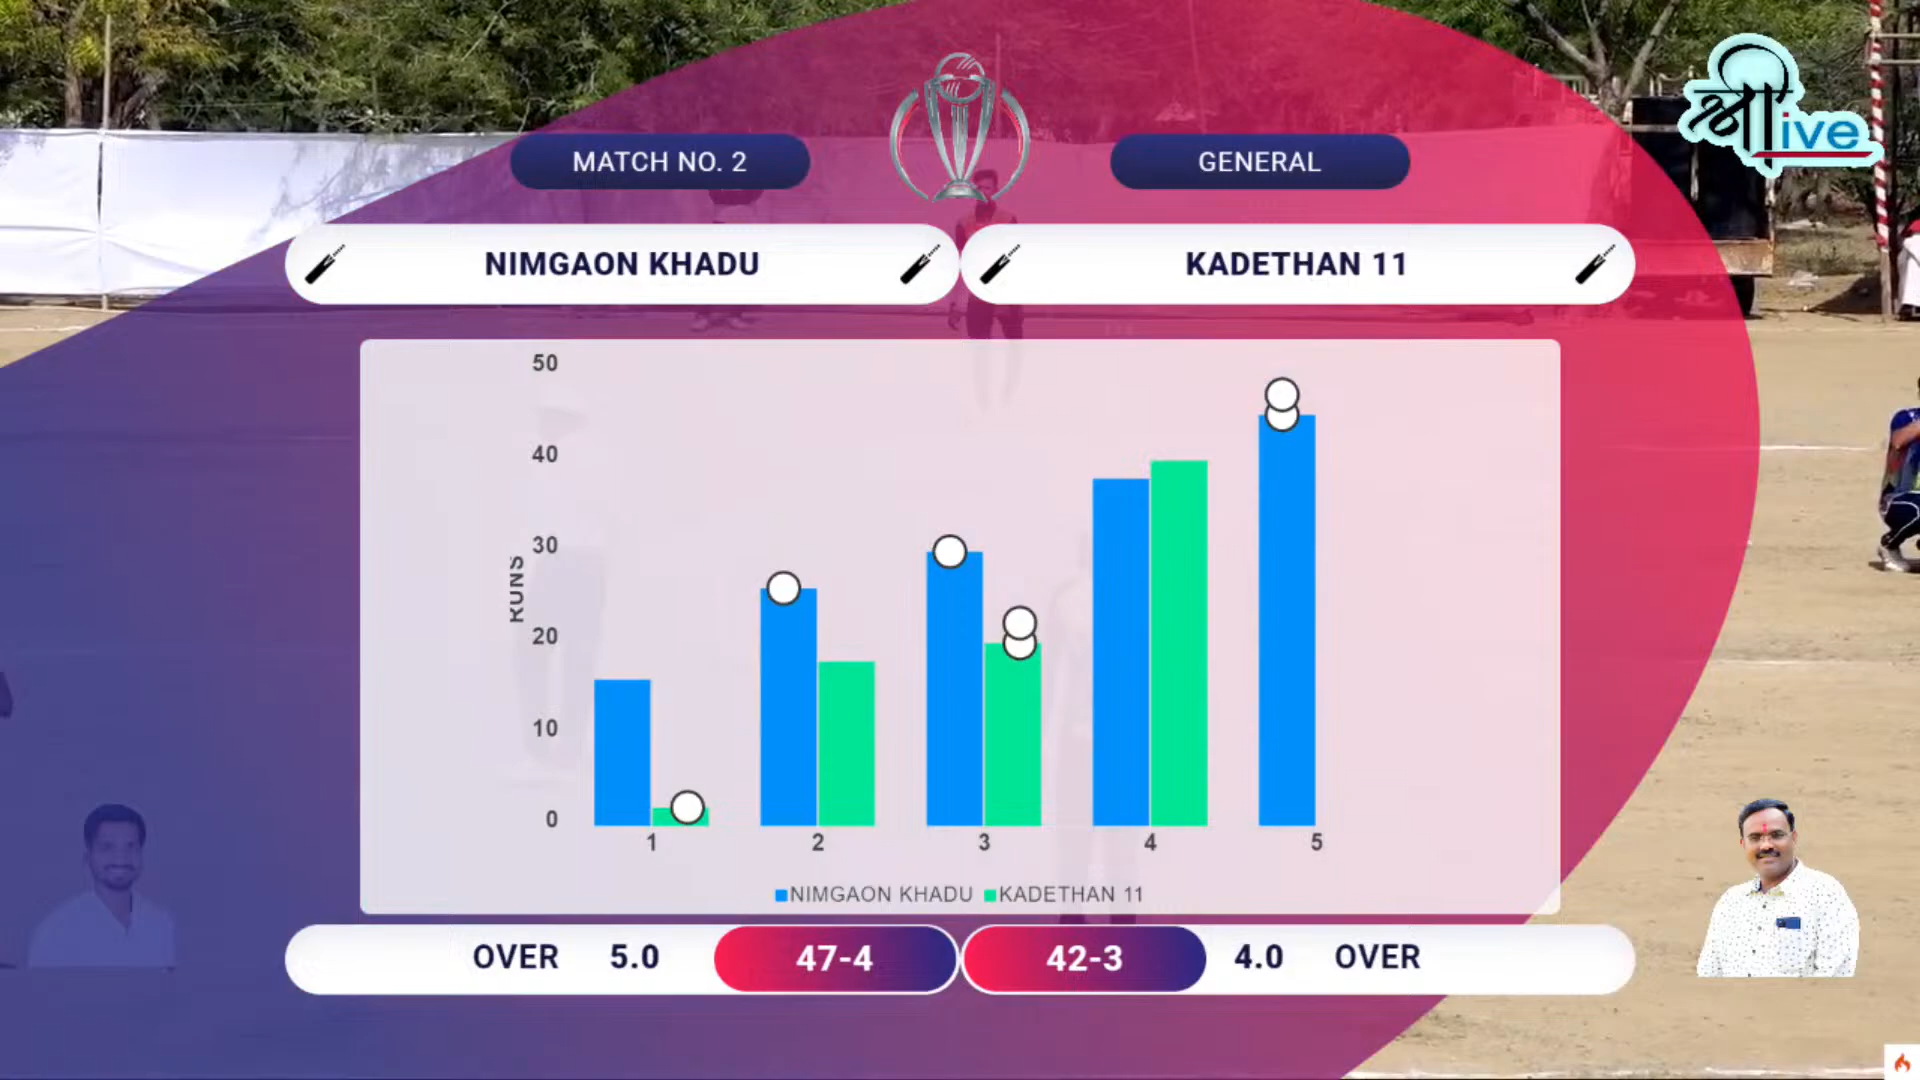 श्रीive
MATCH NO. 2
GENERAL
NIMGAON KHADU
KADETHAN 11
50
40
30
20
10
0
RUNS
1 2 3 4 5
NIMGAON KHADU KADETHAN 11
OVER 5.0 47-4 42-3 4.0 OVER